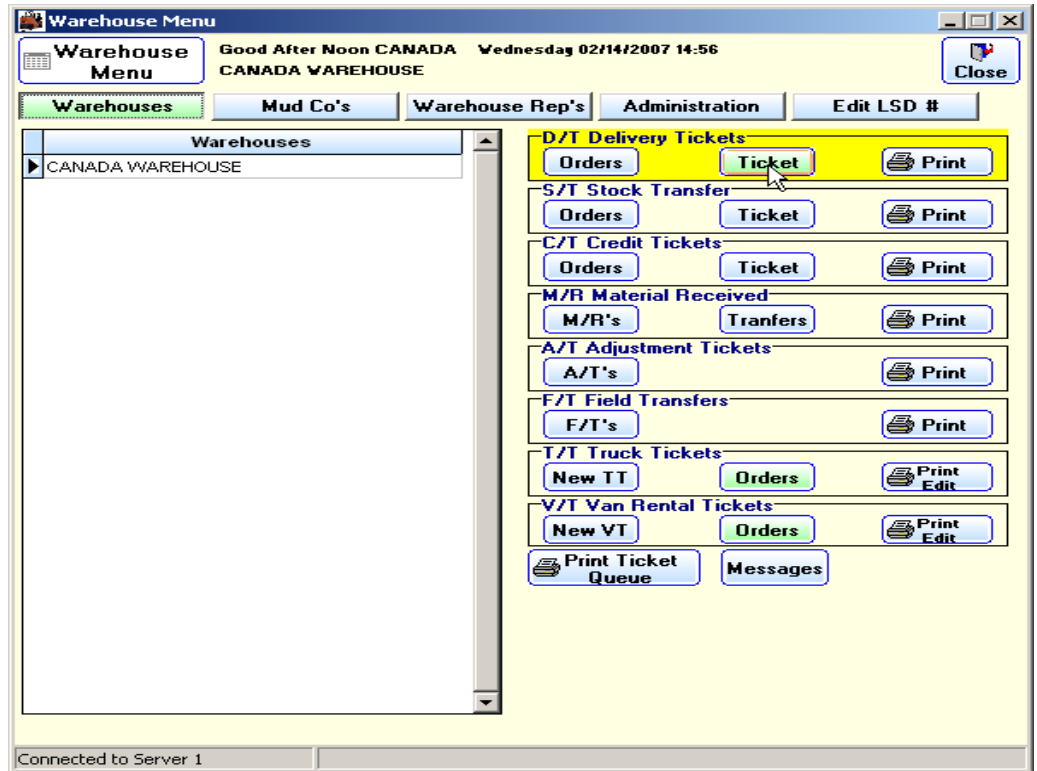 Warehouse Menu
Warehouse Menu
Good After Noon CANADA Wednesday 02/14/2007 14:56
CANADA WAREHOUSE
Close
Warehouses Mud Co's Warehouse Rep's Administration Edit LSD #
Warehouses
CANADA WAREHOUSE
D/T Delivery Tickets
Orders Ticket Print
S/T Stock Transfer
Orders Ticket Print
C/T Credit Tickets
Orders Ticket Print
M/R Material Received
M/R's Tranfers Print
A/T Adjustment Tickets
A/T's Print
F/T Field Transfers
F/T's Print
T/T Truck Tickets
New TT Orders Print Edit
V/T Van Rental Tickets
New VT Orders Print Edit
Print Ticket Queue Messages
Connected to Server 1